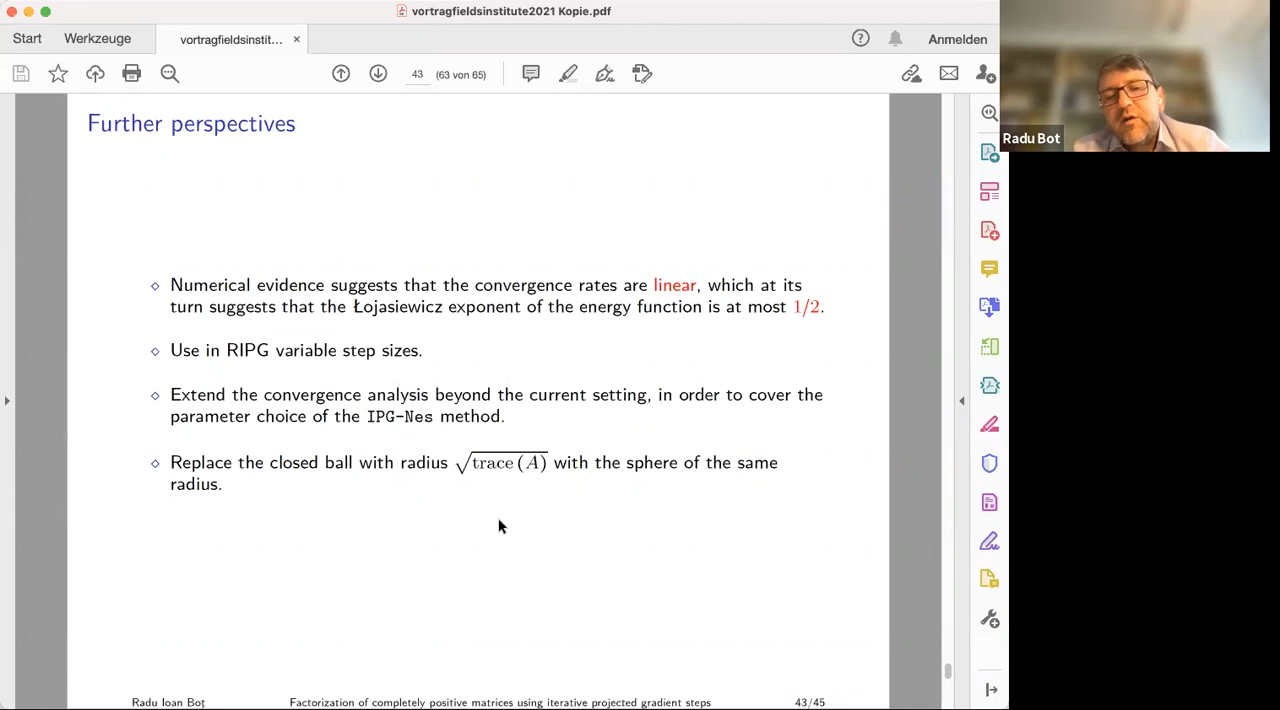 vortragfieldsinstitute2021 Kopie.pdf
Start Werkzeuge vortragfieldsinstit... × Anmelden
43 (63 von 65)
Radu Bot
Further perspectives
⋄ Numerical evidence suggests that the convergence rates are linear, which at its
turn suggests that the Łojasiewicz exponent of the energy function is at most 1/2.
⋄ Use in RIPG variable step sizes.
⋄ Extend the convergence analysis beyond the current setting, in order to cover the
parameter choice of the IPG-Nes method.
⋄ Replace the closed ball with radius √trace (A) with the sphere of the same
radius.
Radu Ioan Boț Factorization of completely positive matrices using iterative projected gradient steps 43/45